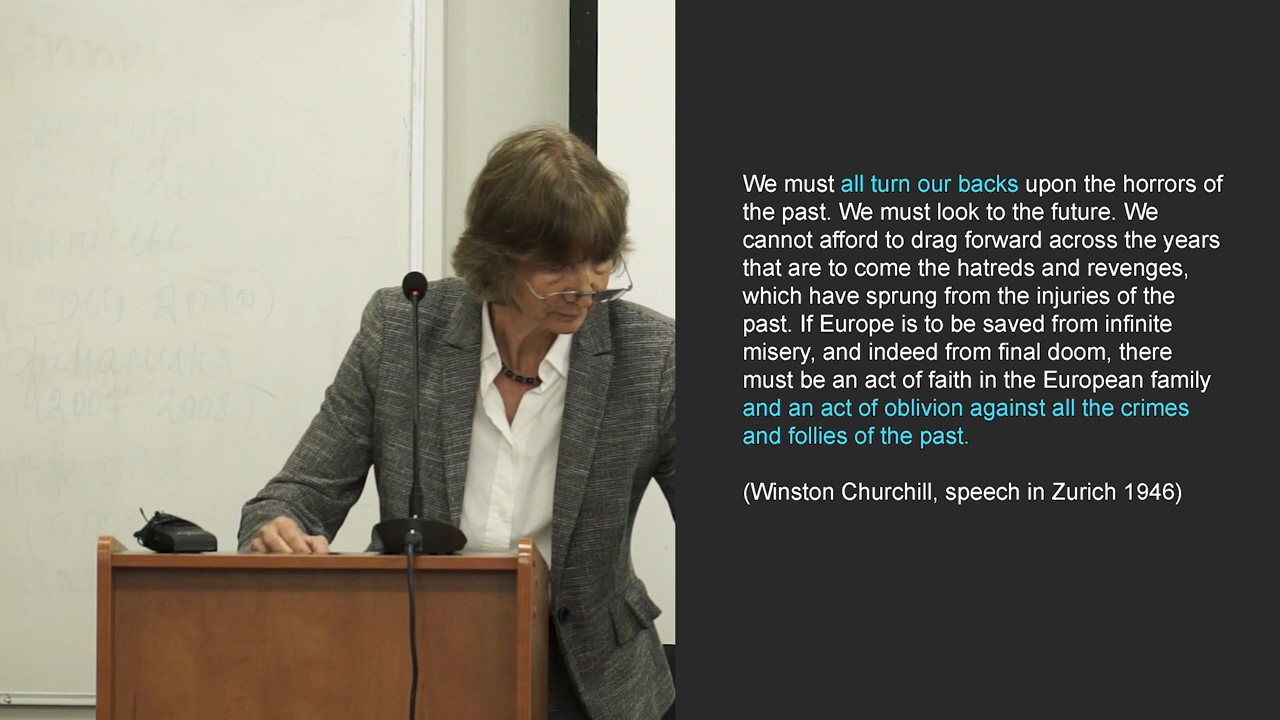 We must all turn our backs upon the horrors of
the past. We must look to the future. We
cannot afford to drag forward across the years
that are to come the hatreds and revenges,
which have sprung from the injuries of the
past. If Europe is to be saved from infinite
misery, and indeed from final doom, there
must be an act of faith in the European family
and an act of oblivion against all the crimes
and follies of the past.
(Winston Churchill, speech in Zurich 1946)
динамика
(2007-2008)